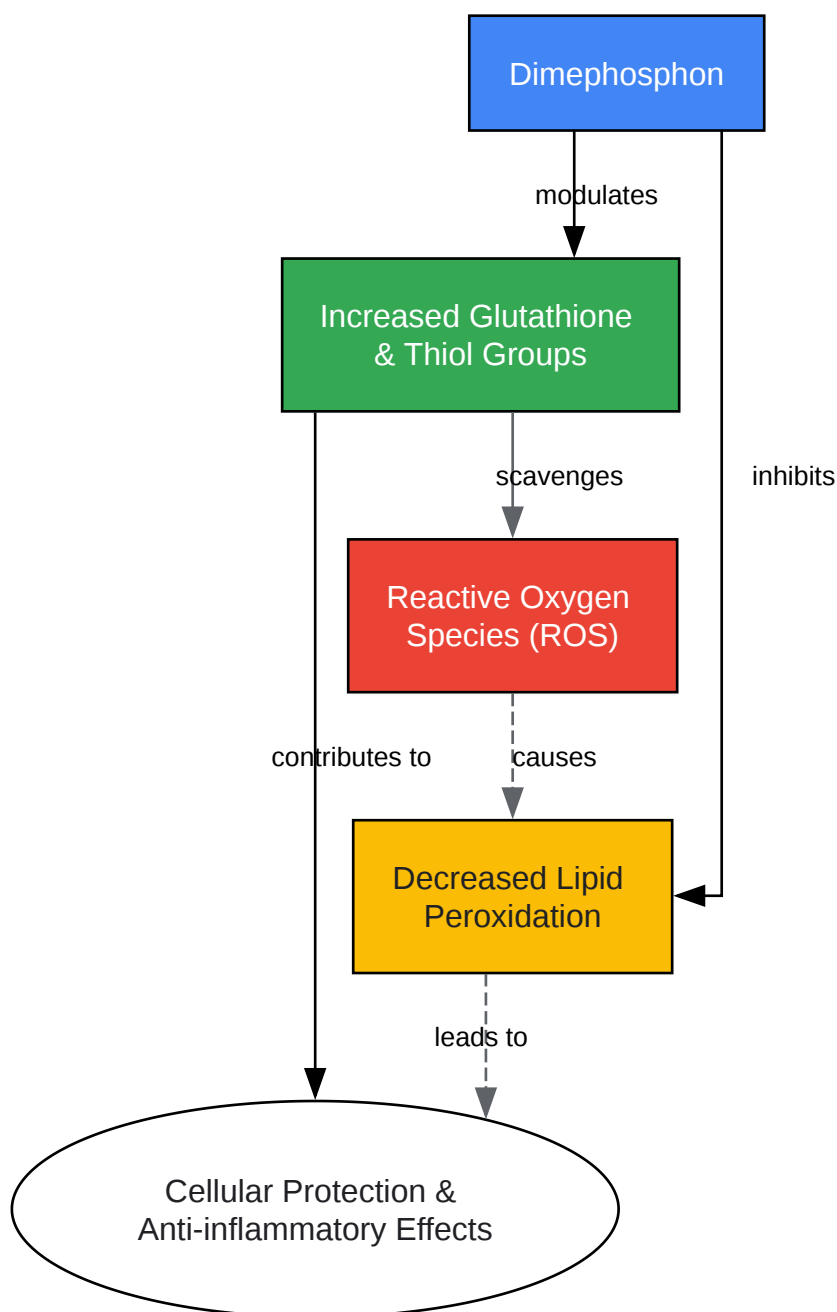 Dimephosphon
modulates
Increased Glutathione
& Thiol Groups
scavenges
inhibits
Reactive Oxygen
Species (ROS)
contributes to
causes
Decreased Lipid
Peroxidation
leads to
Cellular Protection &
Anti-inflammatory Effects